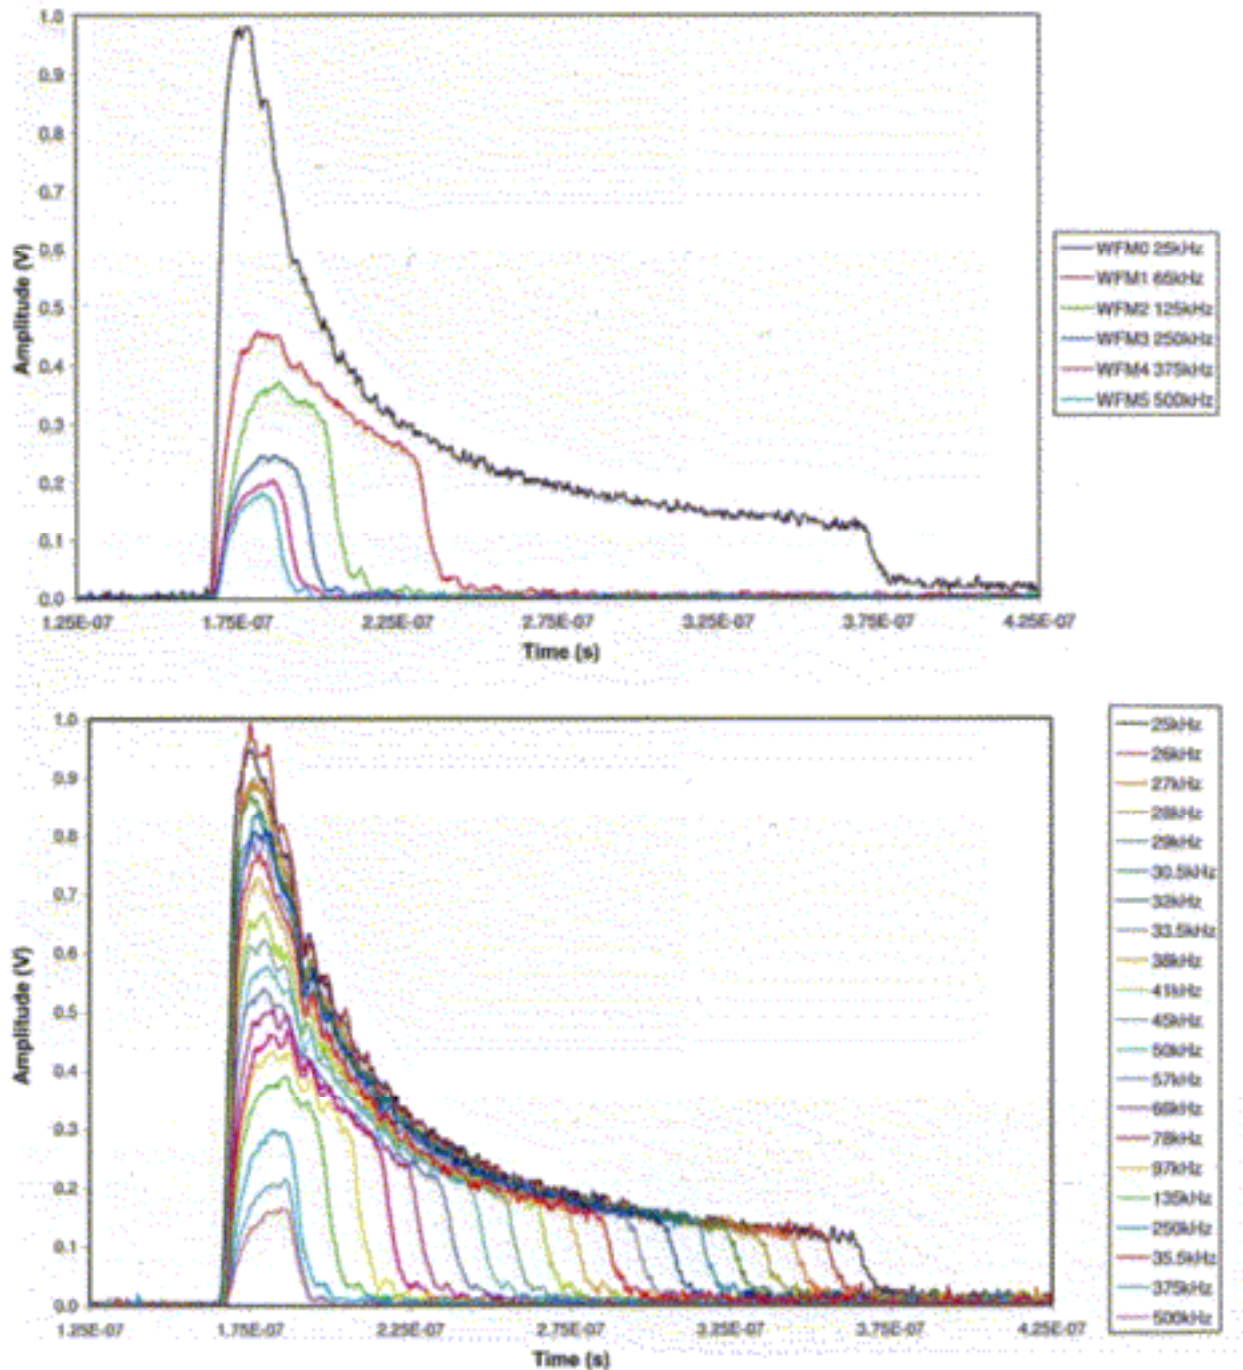 1.0
0.9
0.8
0.7
0.6
0.5
0.4
0.3
0.2
0.1
0.0
Amplitude (V)
1.25E-07 1.75E-07 2.25E-07 2.75E-07 3.25E-07 3.75E-07 4.25E-07
Time (s)
WFM0 25kHz
WFM1 65kHz
WFM2 125kHz
WFM3 250kHz
WFM4 375kHz
WFM5 500kHz
1.0
0.9
0.8
0.7
0.6
0.5
0.4
0.3
0.2
0.1
0.0
Amplitude (V)
1.25E-07 1.75E-07 2.25E-07 2.75E-07 3.25E-07 3.75E-07 4.25E-07
Time (s)
25kHz
26kHz
27kHz
28kHz
29kHz
30.5kHz
32kHz
33.5kHz
38kHz
41kHz
45kHz
50kHz
57kHz
66kHz
78kHz
97kHz
135kHz
250kHz
35.5kHz
375kHz
500kHz